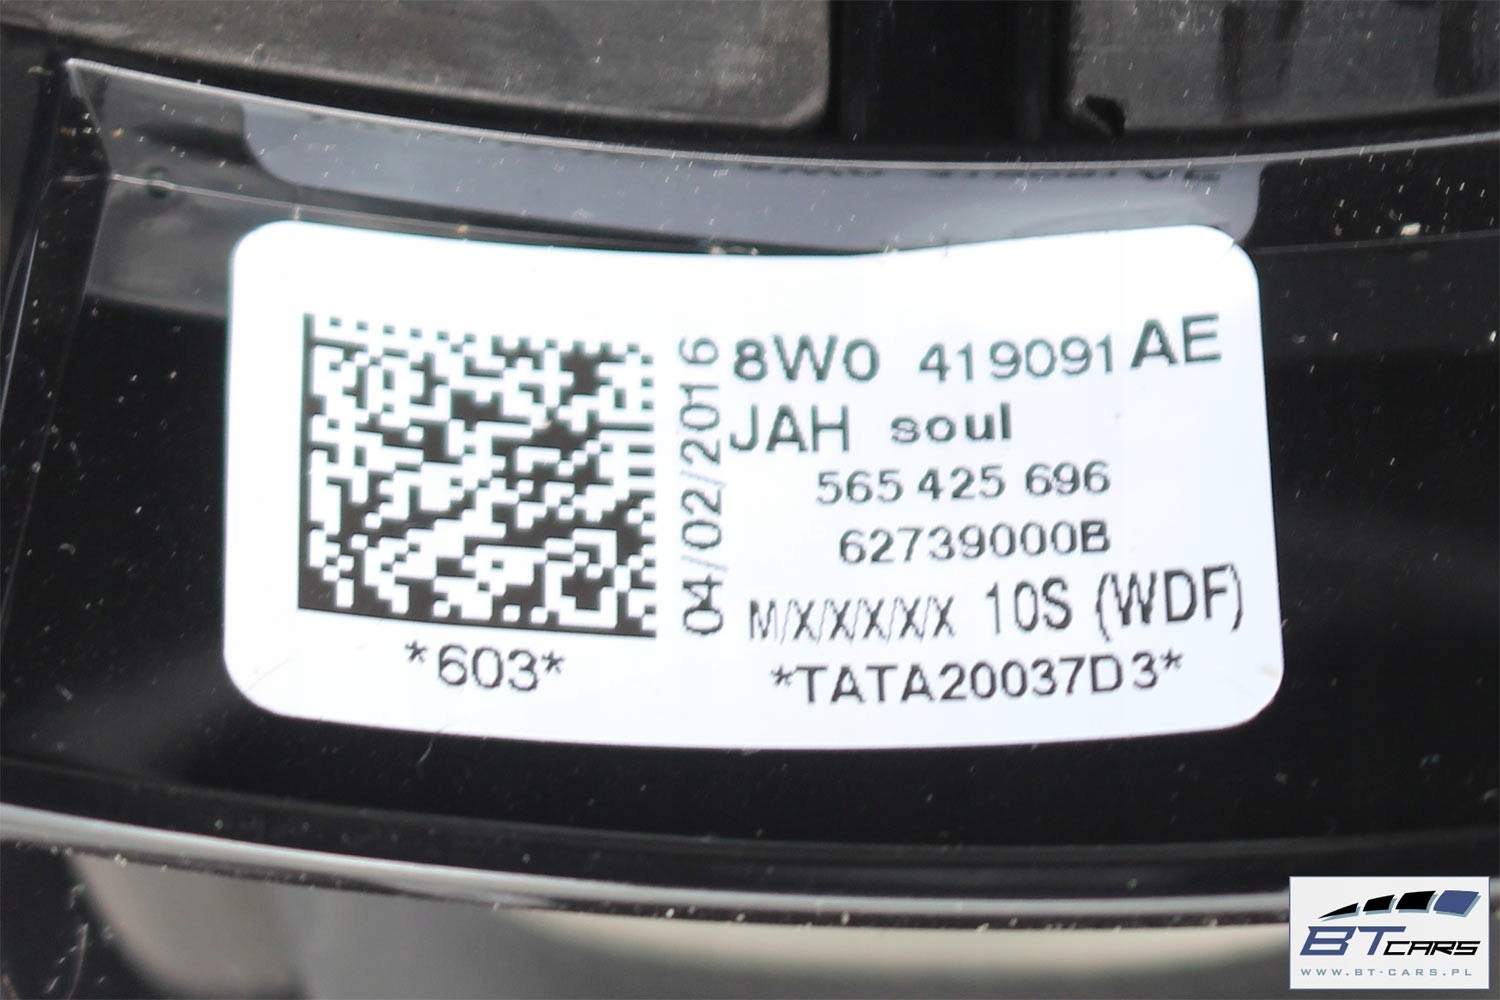 04/02/2016
8W0 419091 AE
JAH soul
565 425 696
62739000B
M/X/X/X/X/X 10S (WDF)
*603*
*TATA20037D3*
BT CARS
WWW.BT-CARS.PL